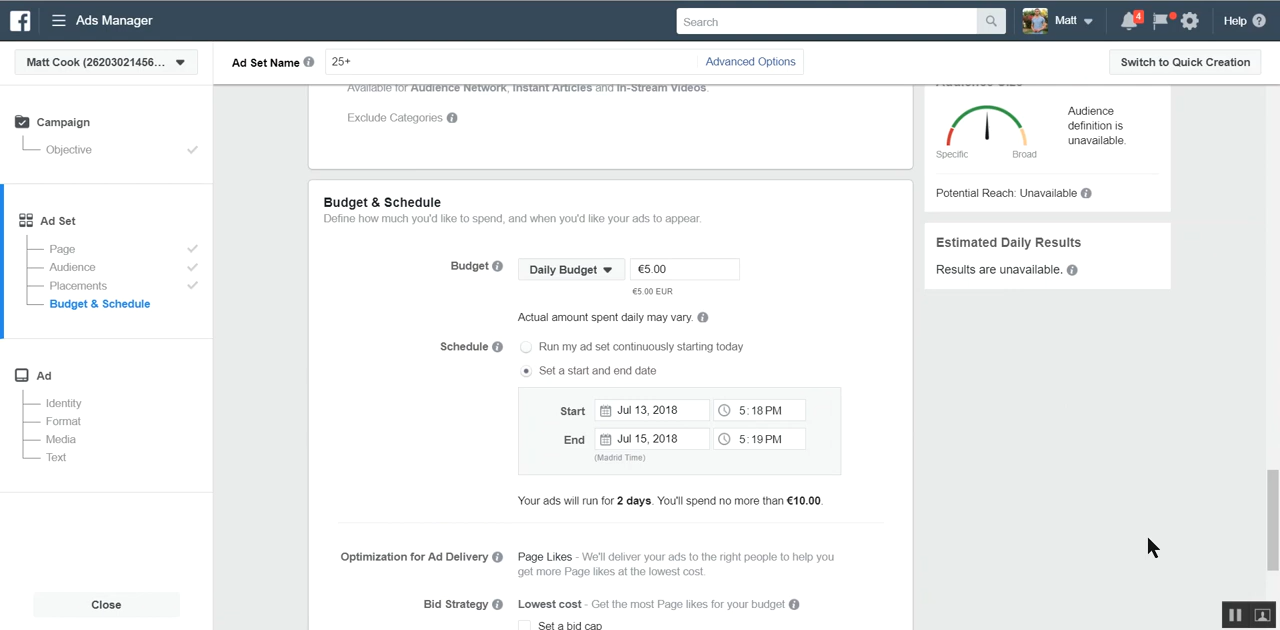 Ads Manager
Search
Matt
4
Help
Matt Cook (26203021456...
Ad Set Name
25+
Advanced Options
Switch to Quick Creation
Campaign
Objective
Ad Set
Page
Audience
Placements
Budget & Schedule
Ad
Identity
Format
Media
Text
Close
Available for Audience Network, Instant Articles and In-Stream Videos.
Exclude Categories
Budget & Schedule
Define how much you'd like to spend, and when you'd like your ads to appear.
Budget
Daily Budget
€5.00
€5.00 EUR
Actual amount spent daily may vary.
Schedule
Run my ad set continuously starting today
Set a start and end date
Start
Jul 13, 2018
5:18 PM
End
Jul 15, 2018
5:19 PM
(Madrid Time)
Your ads will run for 2 days. You'll spend no more than €10.00.
Optimization for Ad Delivery
Page Likes - We'll deliver your ads to the right people to help you
get more Page likes at the lowest cost.
Bid Strategy
Lowest cost - Get the most Page likes for your budget
Set a bid cap
Audience Size
Specific
Broad
Audience
definition is
unavailable.
Potential Reach: Unavailable
Estimated Daily Results
Results are unavailable.